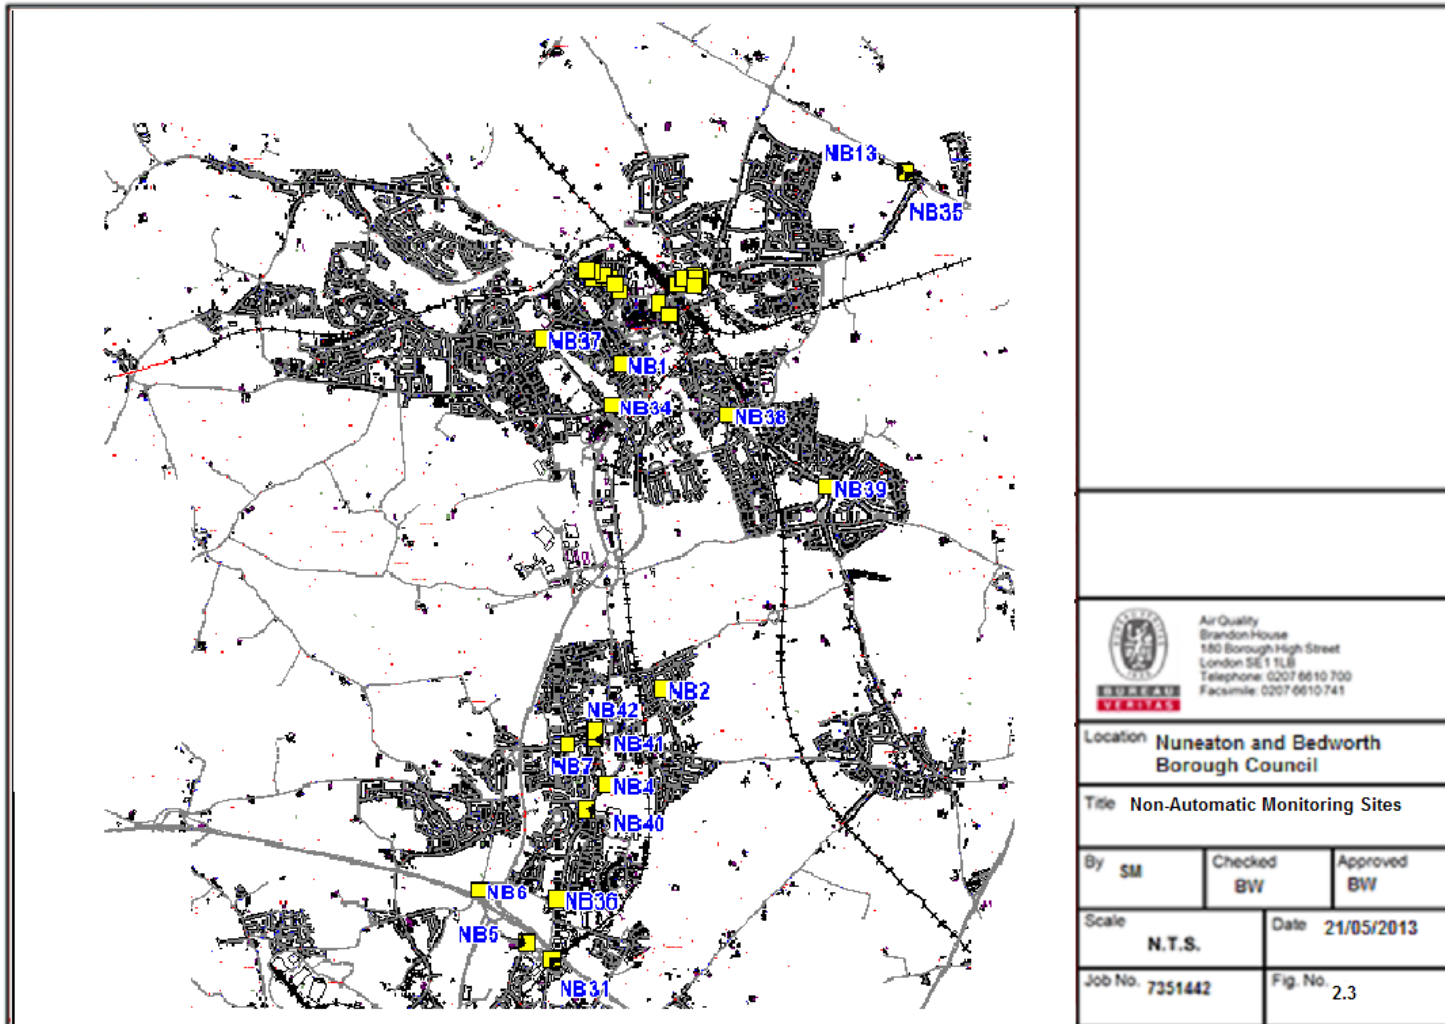 NB13
NB35
NB37
NB1
NB34
NB38
NB39
NB2
NB42
NB41
NB7
NB4
NB40
NB6
NB36
NB5
NB31
BUREAU
VERITAS
Air Quality
Brandon House
180 Borough High Street
London SE1 1LB
Telephone: 0207 6610 700
Facsimile: 0207 6610 741
Location Nuneaton and Bedworth
Borough Council
Title Non-Automatic Monitoring Sites
By SM
Checked BW
Approved BW
Scale N.T.S.
Date 21/05/2013
Job No. 7351442
Fig. No. 2.3